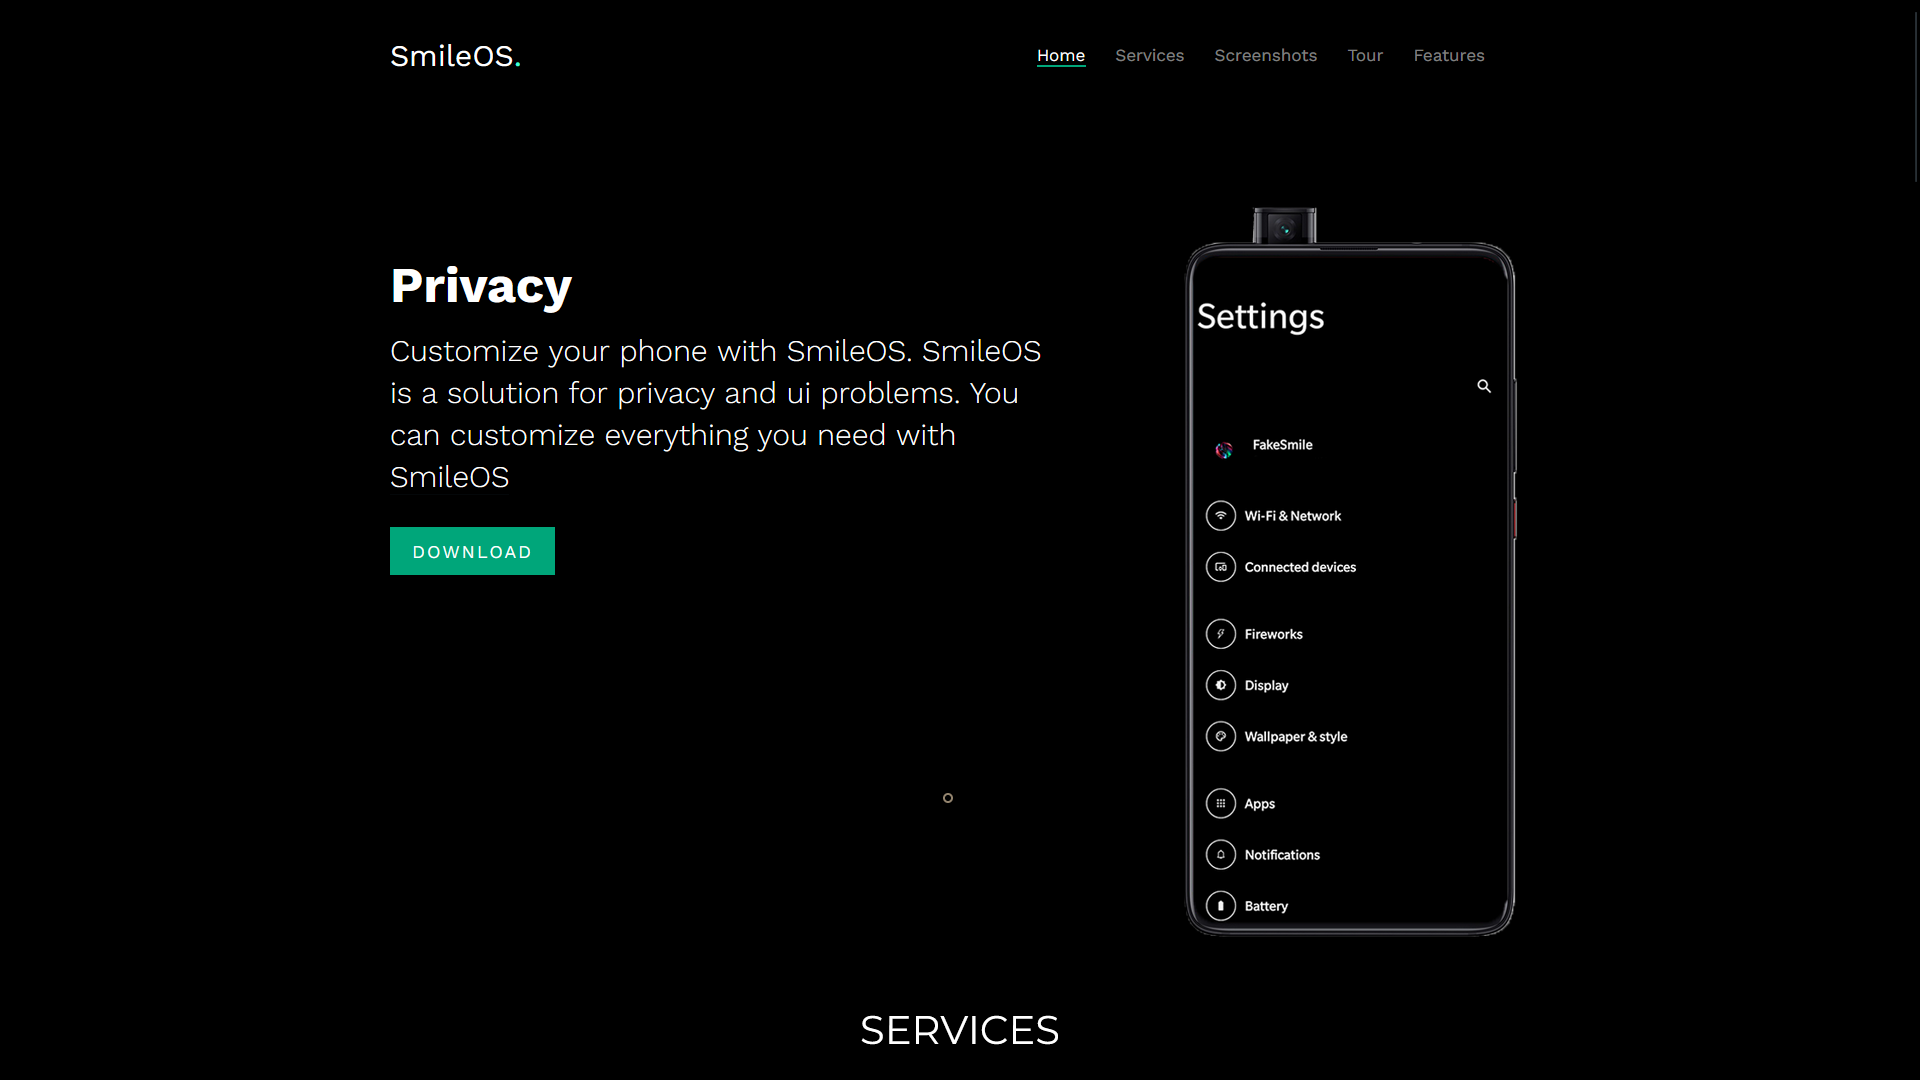 SmileOS.
Home Services Screenshots Tour Features
Privacy
Customize your phone with SmileOS. SmileOS
is a solution for privacy and ui problems. You
can customize everything you need with
SmileOS
DOWNLOAD
Settings
FakeSmile
Wi-Fi & Network
Connected devices
Fireworks
Display
Wallpaper & style
Apps
Notifications
Battery
SERVICES